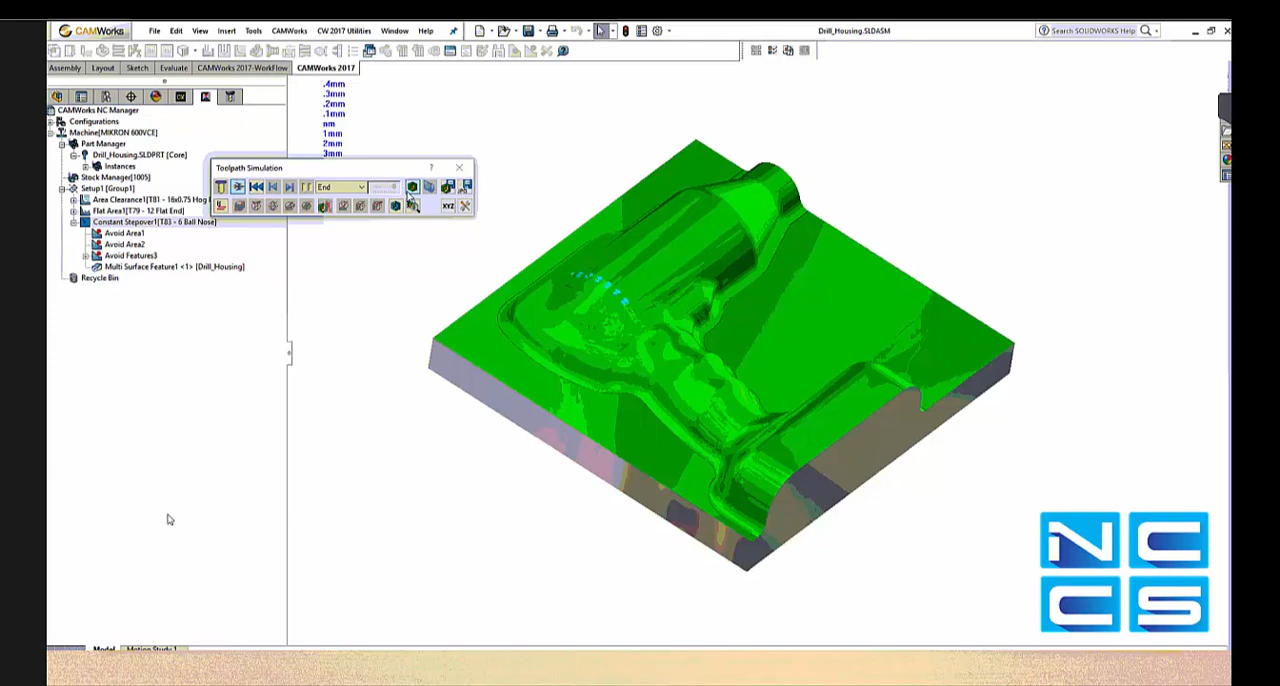 CAMWorks File Edit View Insert Tools CAMWorks CW 2017 Utilities Window Help Drill_Housing.SLDASM Search SOLIDWORKS Help
Assembly Layout Sketch Evaluate CAMWorks 2017-WorkFlow CAMWorks 2017
.4mm
.3mm
.2mm
.1mm
nm
1mm
2mm
3mm
CAMWorks NC Manager
Configurations
Machine[MIKRON 600VCE]
Part Manager
Drill_Housing.SLDPRT [Core]
Instances
Stock Manager[1005]
Setup1 [Group1]
Area Clearance1[T81 - 16x0.75 Hog
Flat Area1[T79 - 12 Flat End]
Constant Stepover1[T83 - 6 Ball Nose]
Avoid Area1
Avoid Area2
Avoid Features3
Multi Surface Feature1 <1> [Drill_Housing]
Recycle Bin
Toolpath Simulation ?
End
XYZ
NC
CS
Model Motion Study 1